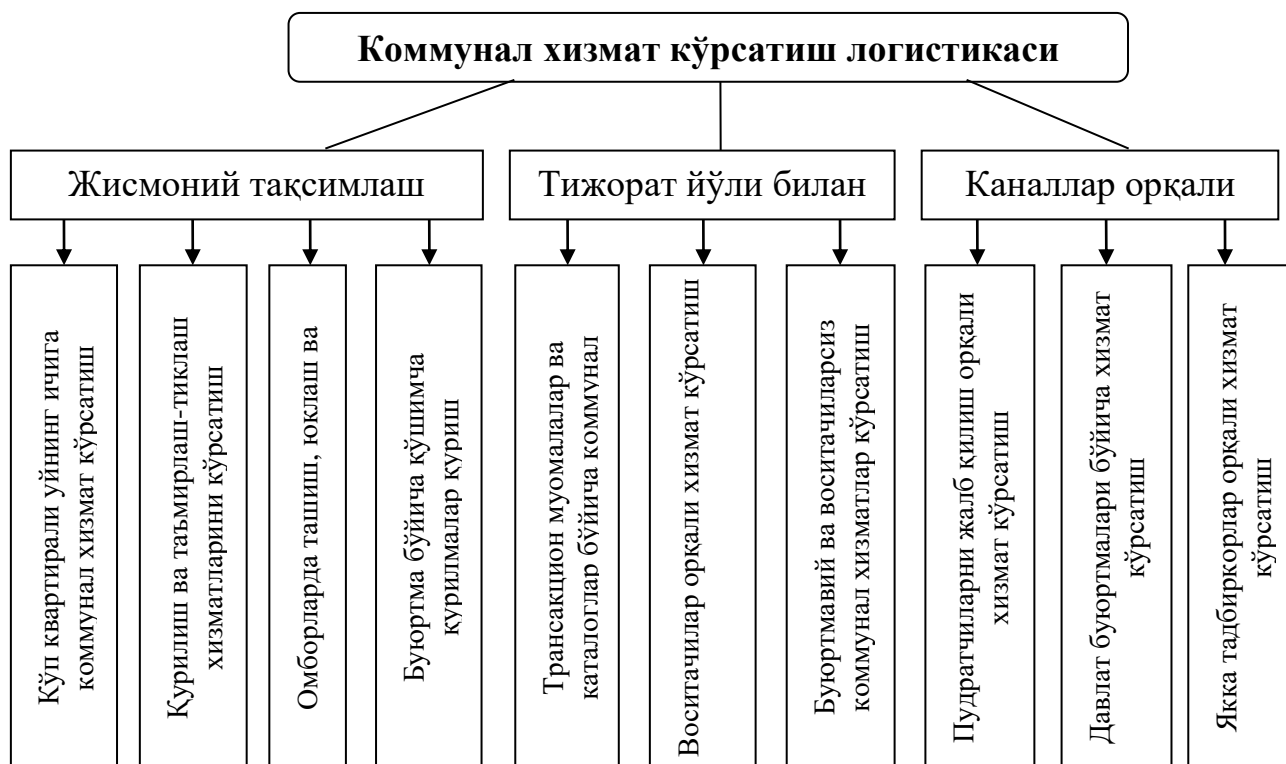 Коммунал хизмат кўрсатиш логистикаси
Жисмоний тақсимлаш
Тижорат йўли билан
Каналлар орқали
Кўп квартирали уйнинг ичига
коммунал хизмат кўрсатиш
Қурилиш ва таъмирлаш-тиклаш
хизматларини кўрсатиш
Омборларда ташиш, юклаш ва
Буюртма бўйича қўшимча
қурилмалар қуриш
Трансакцион муомалалар ва
каталоглар бўйича коммунал
Воситачилар орқали хизмат кўрсатиш
Буюртмавий ва воситачиларсиз
коммунал хизматлар кўрсатиш
Пудратчиларни жалб қилиш орқали
хизмат кўрсатиш
Давлат буюртмалари бўйича хизмат
кўрсатиш
Якка тадбиркорлар орқали хизмат
кўрсатиш